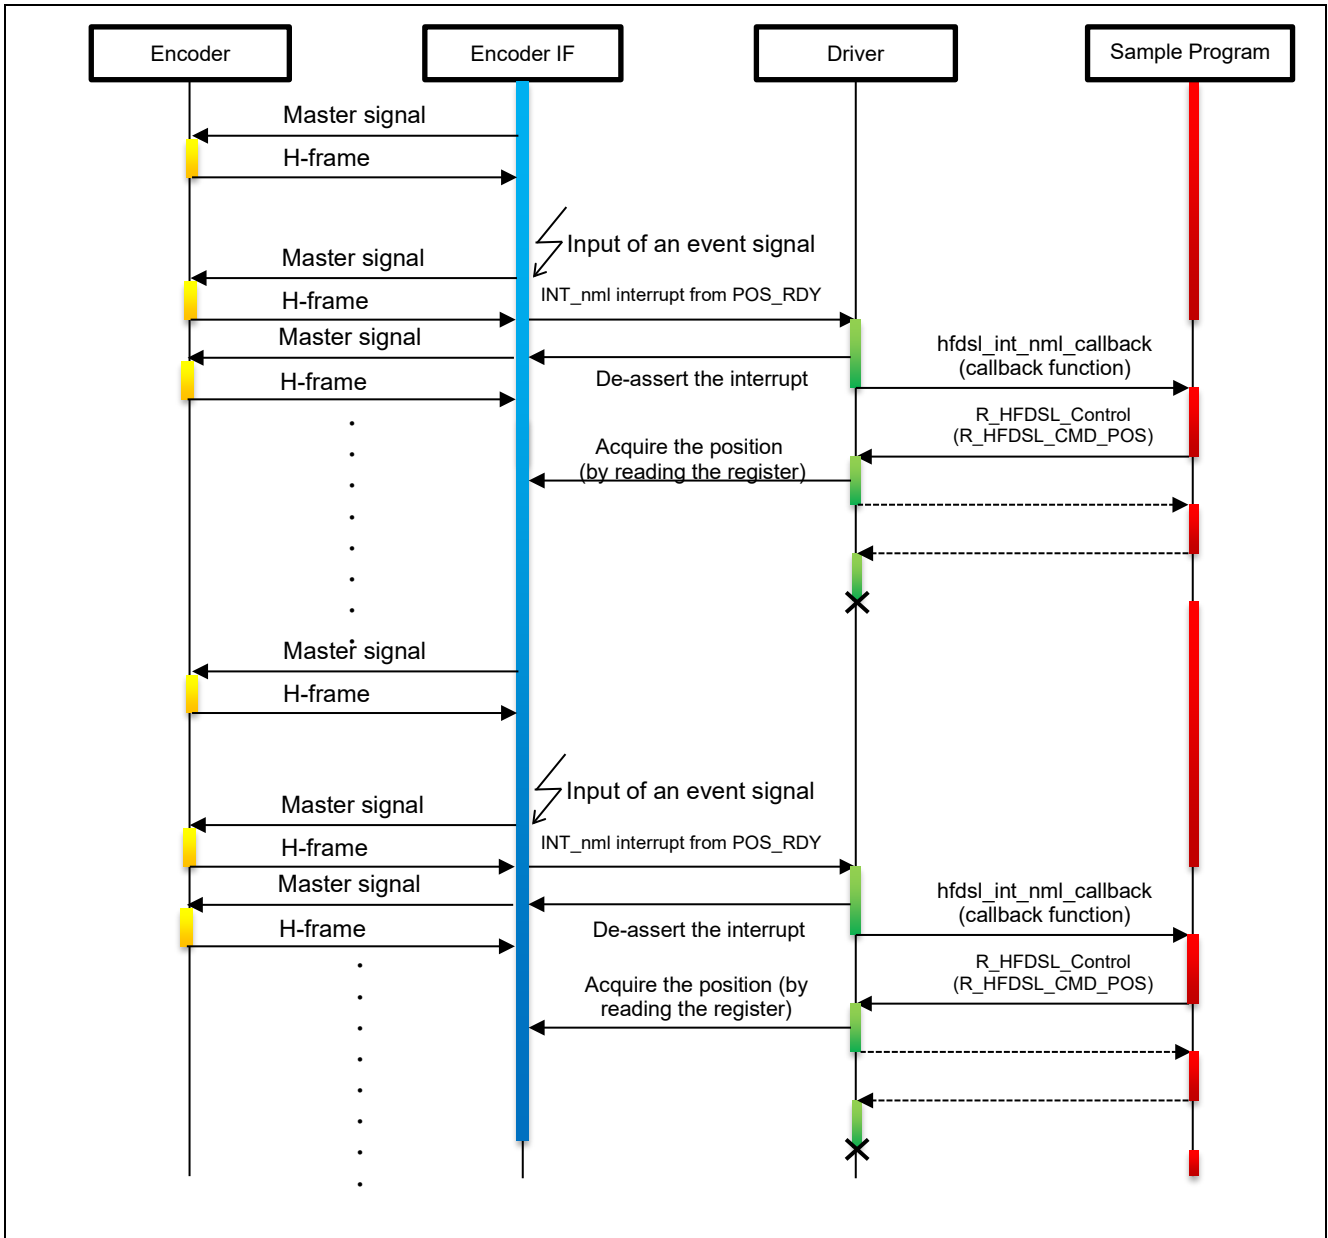 Encoder
Encoder IF
Driver
Sample Program
Master signal
H-frame
Input of an event signal
Master signal
INT_nml interrupt from POS_RDY
H-frame
Master signal
hfdsl_int_nml_callback
(callback function)
De-assert the interrupt
H-frame
R_HFDSL_Control
(R_HFDSL_CMD_POS)
Acquire the position
(by reading the register)
Master signal
H-frame
Input of an event signal
Master signal
INT_nml interrupt from POS_RDY
H-frame
Master signal
hfdsl_int_nml_callback
(callback function)
De-assert the interrupt
H-frame
R_HFDSL_Control
(R_HFDSL_CMD_POS)
Acquire the position (by
reading the register)